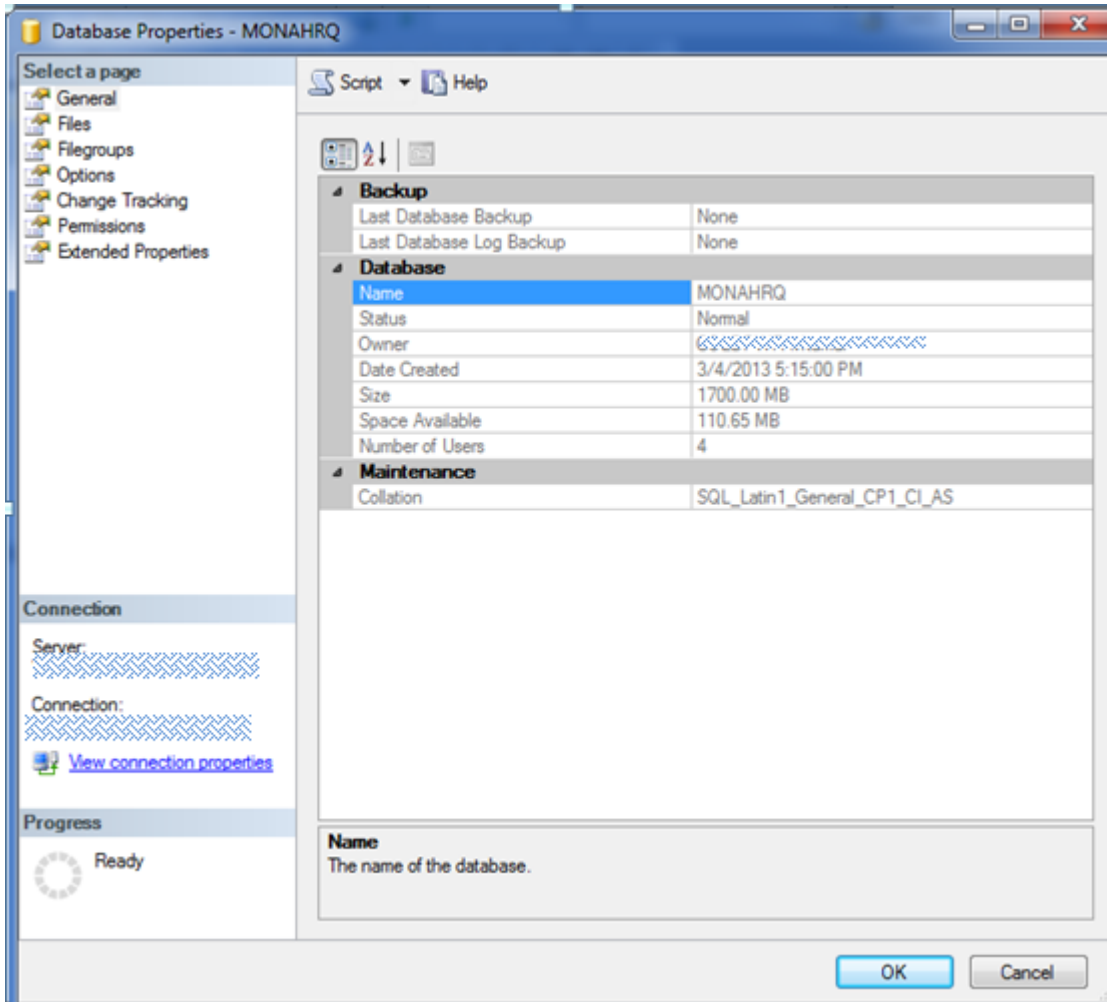 Database Properties - MONAHRQ
Select a page
General
Files
Filegroups
Options
Change Tracking
Permissions
Extended Properties
Connection
Server:
Connection:
View connection properties
Progress
Ready
Script Help
Backup
Last Database Backup None
Last Database Log Backup None
Database
Name MONAHRQ
Status Normal
Owner
Date Created 3/4/2013 5:15:00 PM
Size 1700.00 MB
Space Available 110.65 MB
Number of Users 4
Maintenance
Collation SQL_Latin1_General_CP1_CI_AS
Name
The name of the database.
OK Cancel